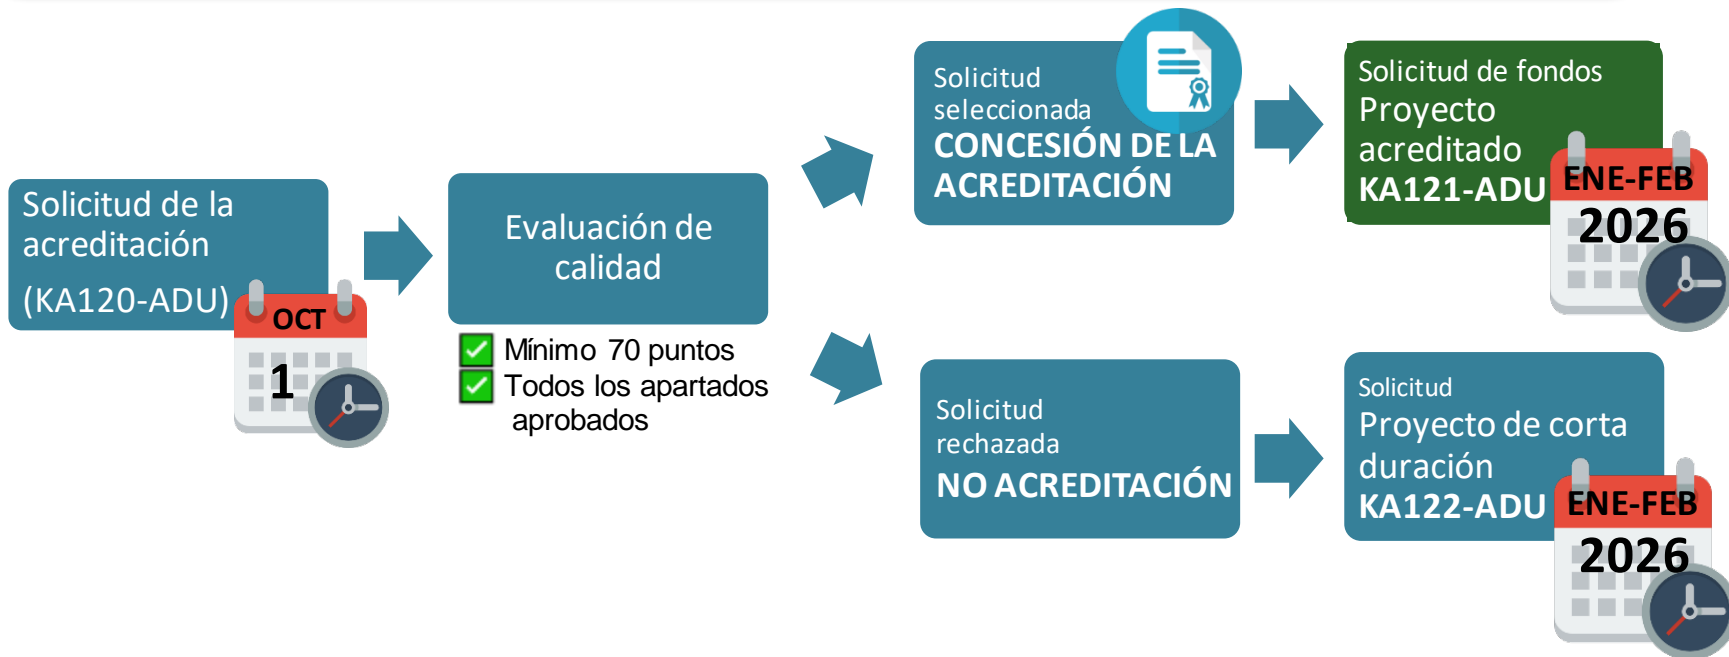 Solicitud de la
acreditación
(KA120-ADU)
OCT
1
Evaluación de
calidad
✅ Mínimo 70 puntos
✅ Todos los apartados
aprobados
Solicitud
seleccionada
CONCESIÓN DE LA
ACREDITACIÓN
Solicitud de fondos
Proyecto
acreditado
KA121-ADU
ENE-FEB
2026
Solicitud
rechazada
NO ACREDITACIÓN
Solicitud
Proyecto de corta
duración
KA122-ADU
ENE-FEB
2026